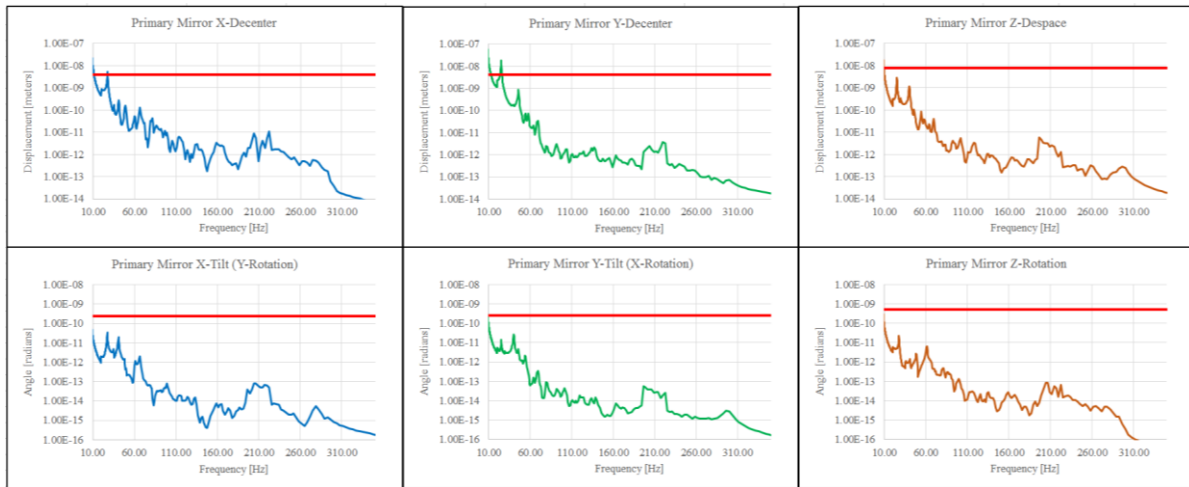 Primary Mirror X-Decenter
Displacement [meters]
1.00E-07
1.00E-08
1.00E-09
1.00E-10
1.00E-11
1.00E-12
1.00E-13
1.00E-14
10.00 60.00 110.00 160.00 210.00 260.00 310.00
Frequency [Hz]
Primary Mirror Y-Decenter
Displacement [meters]
1.00E-07
1.00E-08
1.00E-09
1.00E-10
1.00E-11
1.00E-12
1.00E-13
1.00E-14
10.00 60.00 110.00 160.00 210.00 260.00 310.00
Frequency [Hz]
Primary Mirror Z-Despace
Displacement [meters]
1.00E-07
1.00E-08
1.00E-09
1.00E-10
1.00E-11
1.00E-12
1.00E-13
1.00E-14
10.00 60.00 110.00 160.00 210.00 260.00 310.00
Frequency [Hz]
Primary Mirror X-Tilt (Y-Rotation)
Angle [radians]
1.00E-08
1.00E-09
1.00E-10
1.00E-11
1.00E-12
1.00E-13
1.00E-14
1.00E-15
1.00E-16
10.00 60.00 110.00 160.00 210.00 260.00 310.00
Frequency [Hz]
Primary Mirror Y-Tilt (X-Rotation)
Angle [radians]
1.00E-08
1.00E-09
1.00E-10
1.00E-11
1.00E-12
1.00E-13
1.00E-14
1.00E-15
1.00E-16
10.00 60.00 110.00 160.00 210.00 260.00 310.00
Frequency [Hz]
Primary Mirror Z-Rotation
Angle [radians]
1.00E-08
1.00E-09
1.00E-10
1.00E-11
1.00E-12
1.00E-13
1.00E-14
1.00E-15
1.00E-16
10.00 60.00 110.00 160.00 210.00 260.00 310.00
Frequency [Hz]